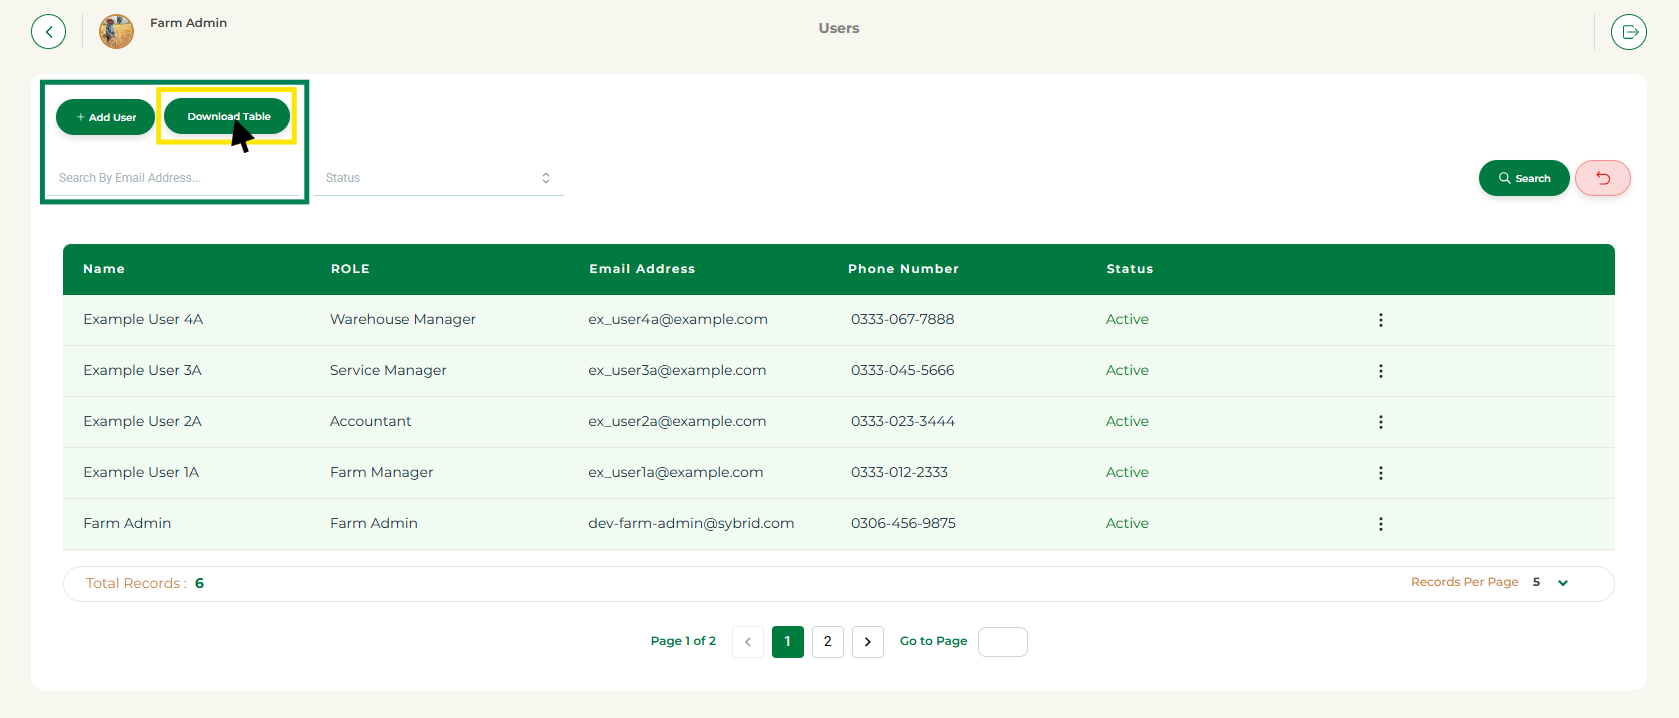 Farm Admin
Users
+ Add User
Download Table
Search By Email Address...
Status
Search
Name ROLE Email Address Phone Number Status
Example User 4A Warehouse Manager ex_user4a@example.com 0333-067-7888 Active
Example User 3A Service Manager ex_user3a@example.com 0333-045-5666 Active
Example User 2A Accountant ex_user2a@example.com 0333-023-3444 Active
Example User 1A Farm Manager ex_user1a@example.com 0333-012-2333 Active
Farm Admin Farm Admin dev-farm-admin@sybrid.com 0306-456-9875 Active
Total Records : 6
Records Per Page 5
Page 1 of 2 1 2 Go to Page